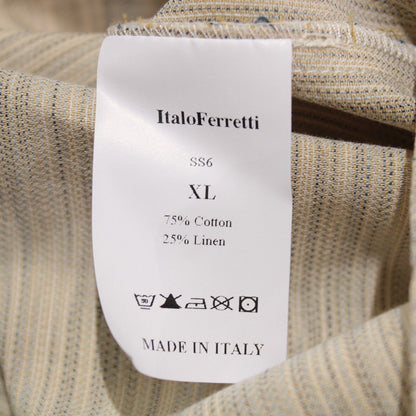 ItaloFerretti
SS6
XL
75% Cotton
25% Linen
MADE IN ITALY